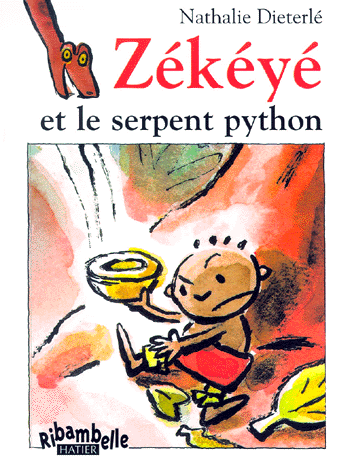 Nathalie Dieterlé
Zékéyé
et le serpent python
Ribambelle
HATIER